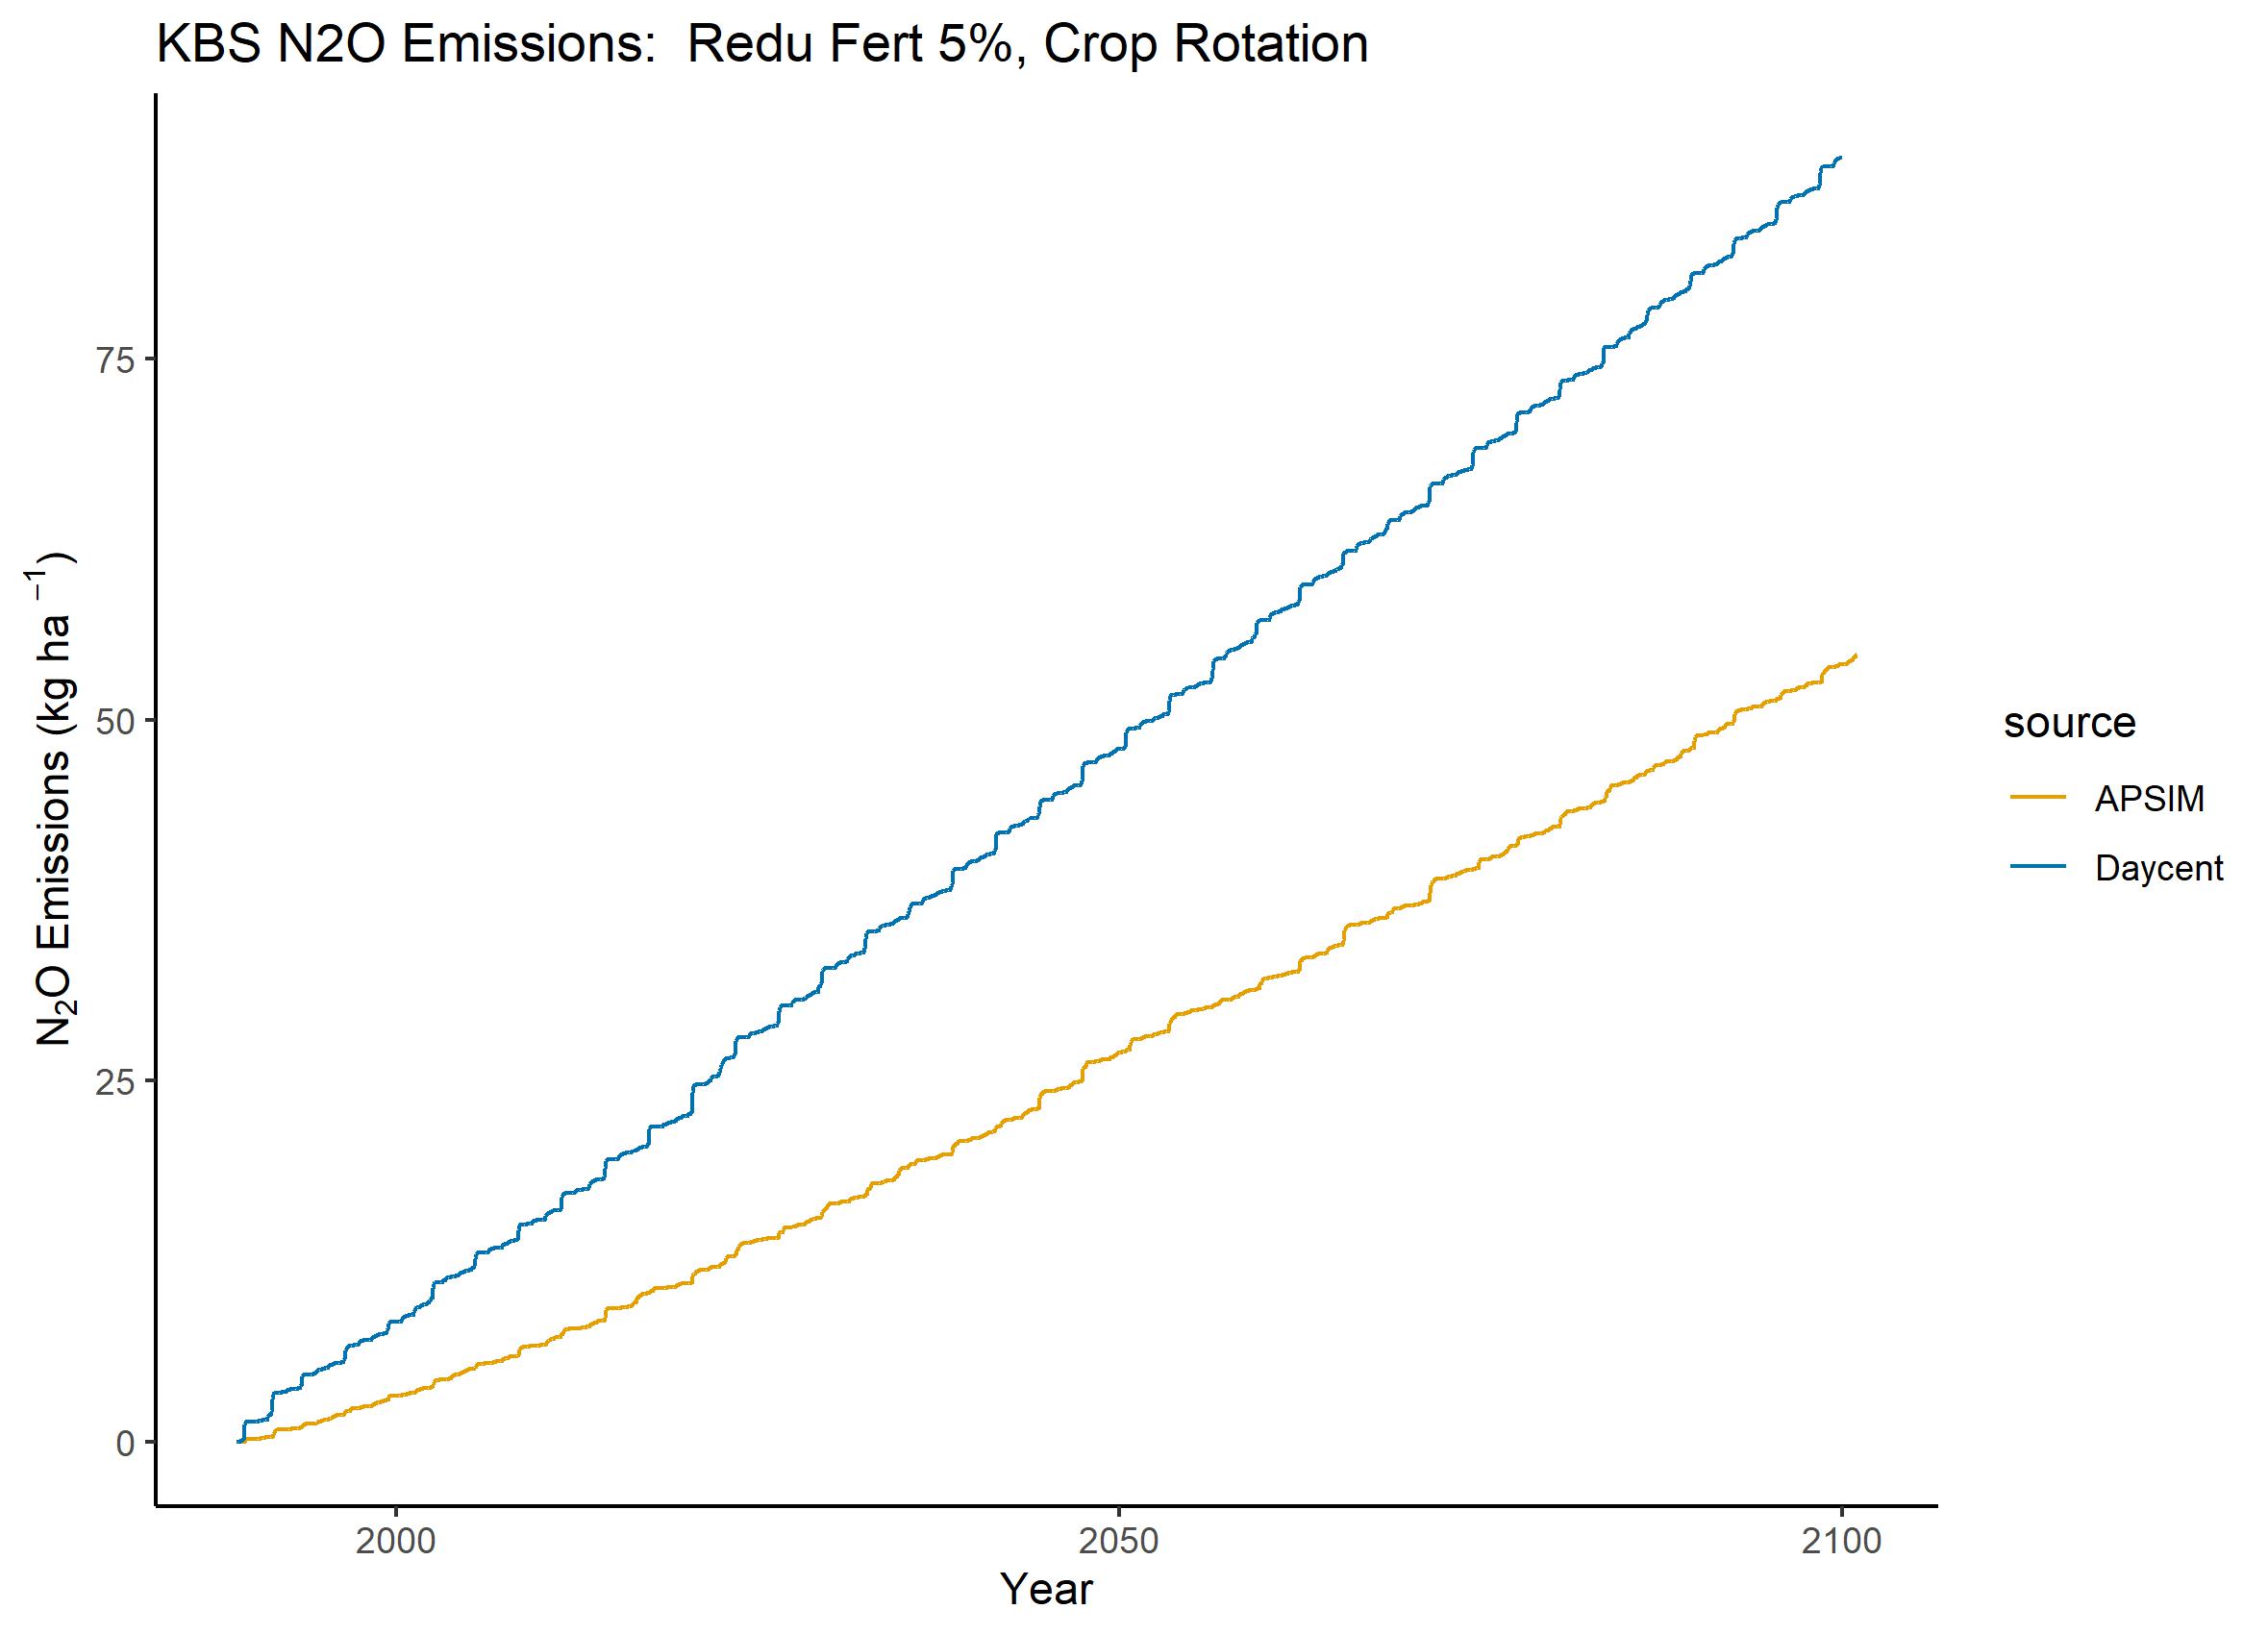 KBS N2O Emissions:  Redu Fert 5%, Crop Rotation
N₂O Emissions (kg ha ⁻¹)
75
50
25
0
2000 2050 2100
Year
source
APSIM
Daycent